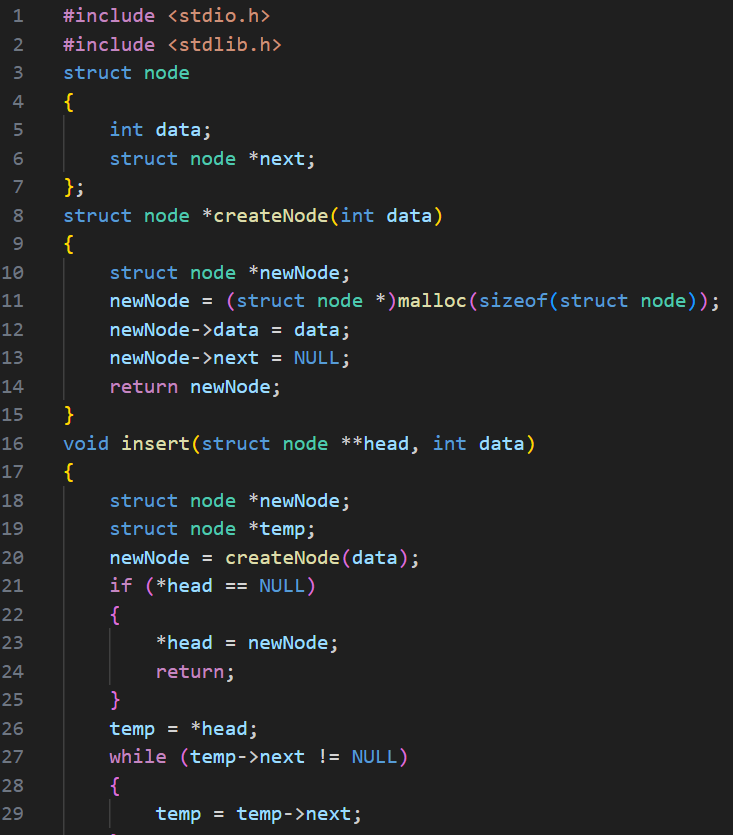 1 #include <stdio.h>
2 #include <stdlib.h>
3 struct node
4 {
5 int data;
6 struct node *next;
7 };
8 struct node *createNode(int data)
9 {
10 struct node *newNode;
11 newNode = (struct node *)malloc(sizeof(struct node));
12 newNode->data = data;
13 newNode->next = NULL;
14 return newNode;
15 }
16 void insert(struct node **head, int data)
17 {
18 struct node *newNode;
19 struct node *temp;
20 newNode = createNode(data);
21 if (*head == NULL)
22 {
23 *head = newNode;
24 return;
25 }
26 temp = *head;
27 while (temp->next != NULL)
28 {
29 temp = temp->next;